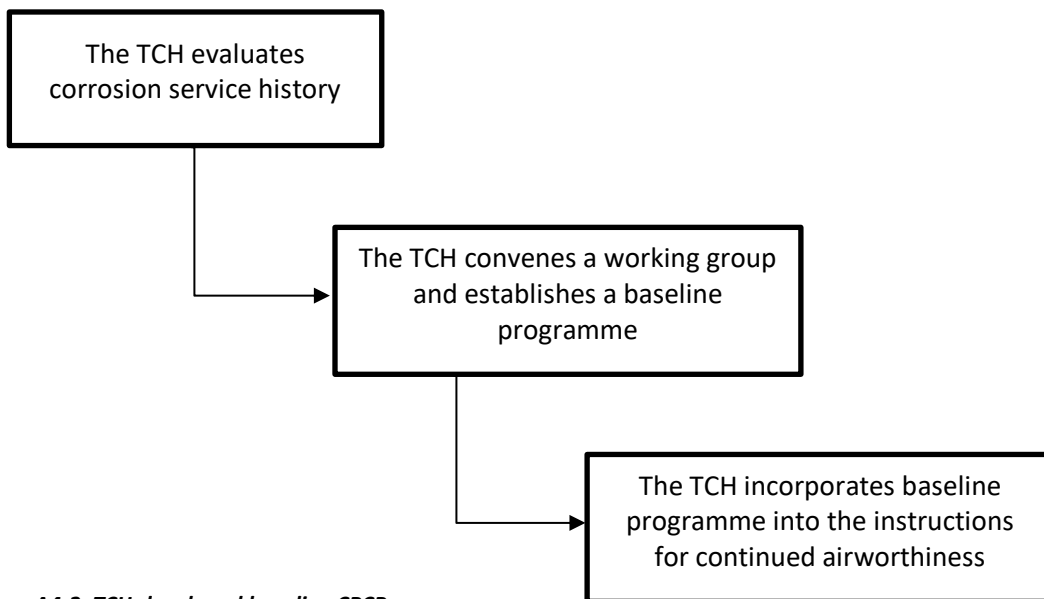 The TCH evaluates
corrosion service history
The TCH convenes a working group
and establishes a baseline
programme
The TCH incorporates baseline
programme into the instructions
for continued airworthiness